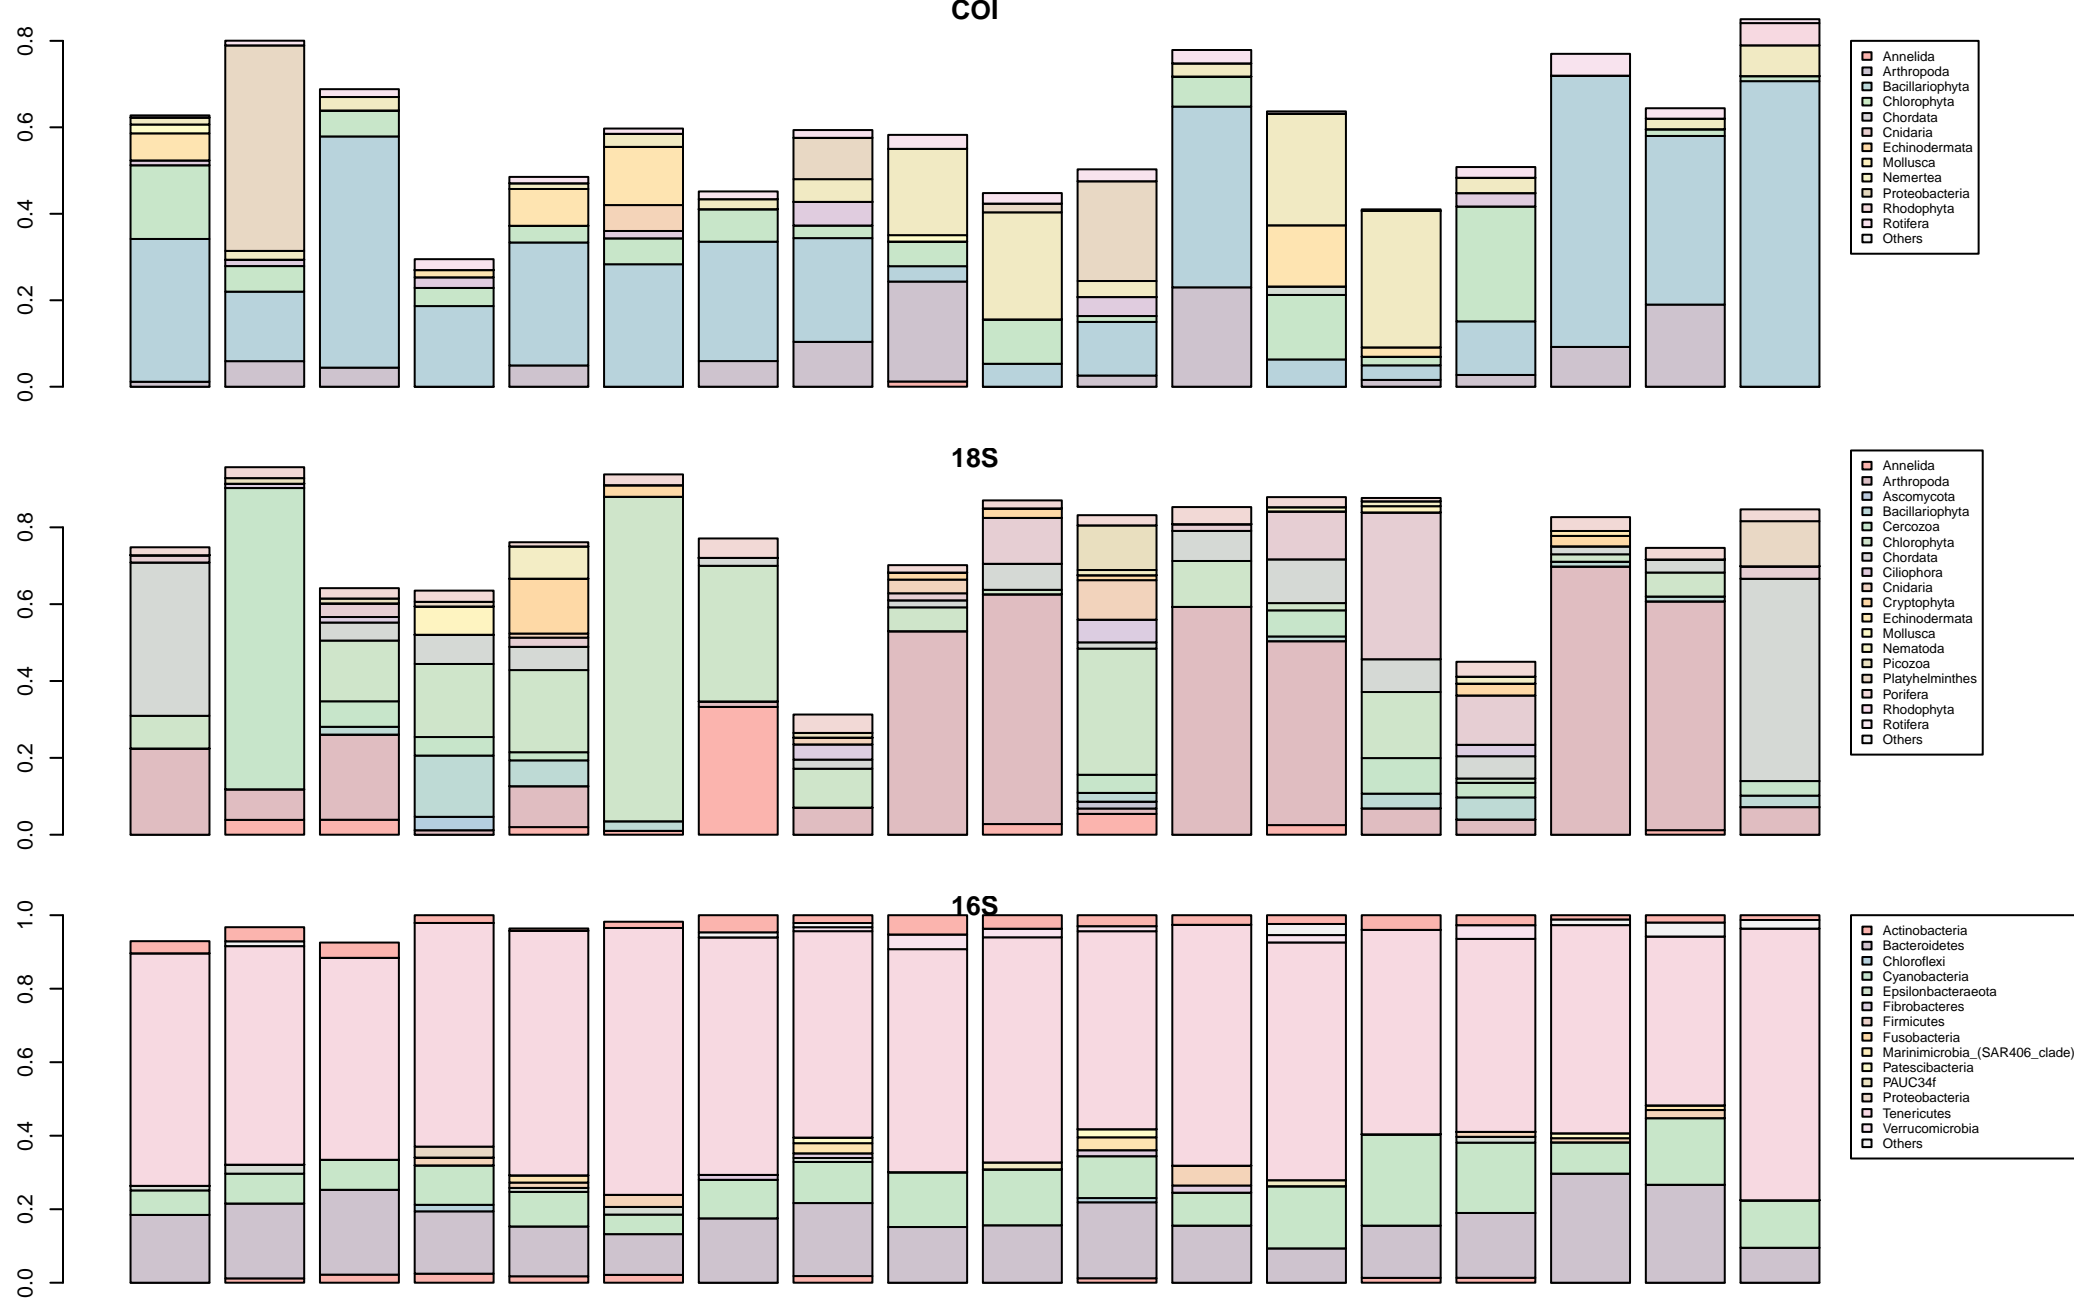 COI
0.8
0.6
0.4
0.2
0.0
Annelida
Arthropoda
Bacillariophyta
Chlorophyta
Chordata
Cnidaria
Echinodermata
Mollusca
Nemertea
Proteobacteria
Rhodophyta
Rotifera
Others
18S
0.8
0.6
0.4
0.2
0.0
Annelida
Arthropoda
Ascomycota
Bacillariophyta
Cercozoa
Chlorophyta
Chordata
Ciliophora
Cnidaria
Cryptophyta
Echinodermata
Mollusca
Nematoda
Picozoa
Platyhelminthes
Porifera
Rhodophyta
Rotifera
Others
16S
1.0
0.8
0.6
0.4
0.2
0.0
Actinobacteria
Bacteroidetes
Chloroflexi
Cyanobacteria
Epsilonbacteraeota
Fibrobacteres
Firmicutes
Fusobacteria
Marinimicrobia_(SAR406_clade)
Patescibacteria
PAUC34f
Proteobacteria
Tenericutes
Verrucomicrobia
Others